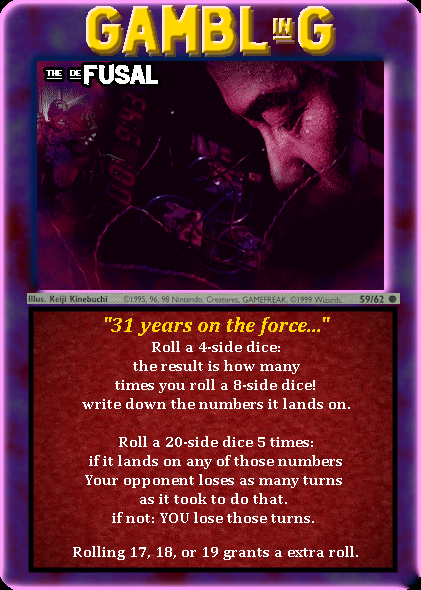 GAMBLING
THE DEFUSAL
Illus. Keiji Kinebuchi ©1995, 96, 98 Nintendo, Creatures, GAMEFREAK. ©1999 Wizards. 59/62 ●
"31 years on the force..."
Roll a 4-side dice:
the result is how many
times you roll a 8-side dice!
write down the numbers it lands on.
Roll a 20-side dice 5 times:
if it lands on any of those numbers
Your opponent loses as many turns
as it took to do that.
if not: YOU lose those turns.
Rolling 17, 18, or 19 grants a extra roll.